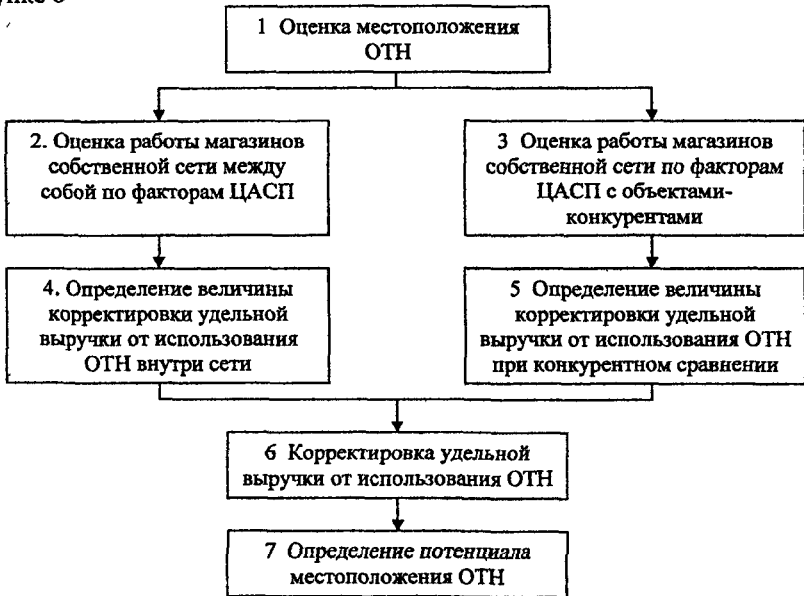 1 Оценка местоположения
ОТН
2. Оценка работы магазинов
собственной сети между
собой по факторам ЦАСП
3 Оценка работы магазинов
собственной сети по факторам
ЦАСП с объектами-
конкурентами
4. Определение величины
корректировки удельной
выручки от использования
ОТН внутри сети
5 Определение величины
корректировки удельной
выручки от использования ОТН
при конкурентном сравнении
6 Корректировка удельной
выручки от использования ОТН
7 Определение потенциала
местоположения ОТН